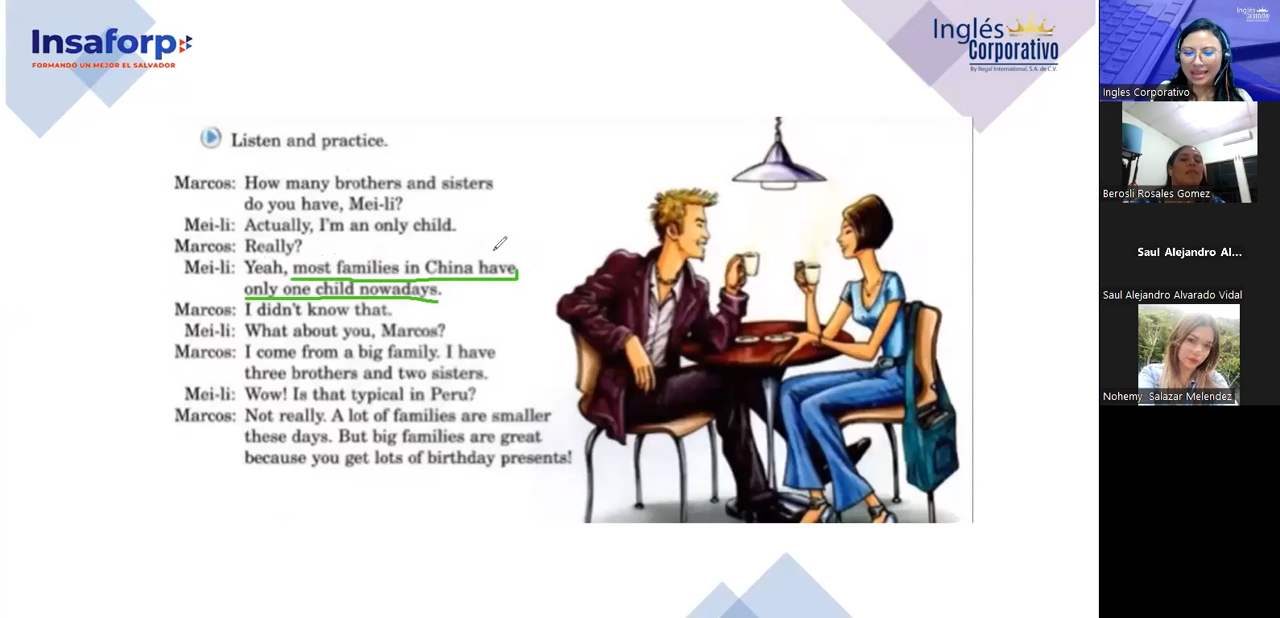 Insaforp
FORMANDO UN MEJOR EL SALVADOR
Inglés
Corporativo
By Regal International, S.A. de C.V.
Listen and practice.
Marcos: How many brothers and sisters
do you have, Mei-li?
Mei-li: Actually, I'm an only child.
Marcos: Really?
Mei-li: Yeah, most families in China have
only one child nowadays.
Marcos: I didn't know that.
Mei-li: What about you, Marcos?
Marcos: I come from a big family. I have
three brothers and two sisters.
Mei-li: Wow! Is that typical in Peru?
Marcos: Not really. A lot of families are smaller
these days. But big families are great
because you get lots of birthday presents!
Inglés
Ingles Corporativo
Berosli Rosales Gomez
Saul Alejandro Al...
Saul Alejandro Alvarado Vidal
Nohemy Salazar Melendez